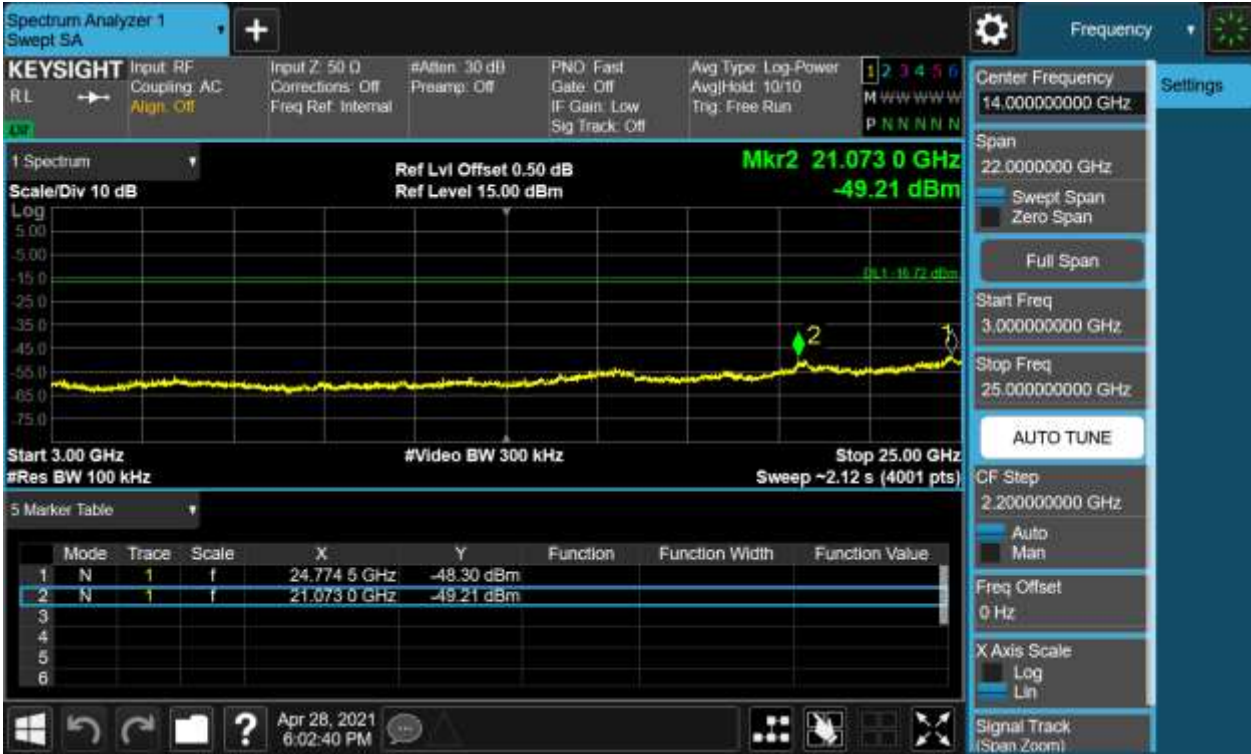 Spectrum Analyzer 1
Swept SA
+
Frequency
KEYSIGHT
RL
Input: RF
Coupling: AC
Align: Off
Input Z: 50 Ω
Corrections: Off
Freq Ref: Internal
#Atten: 30 dB
Preamp: Off
PNO: Fast
Gate: Off
IF Gain: Low
Sig Track: Off
Avg Type: Log-Power
Avg|Hold: 10/10
Trig: Free Run
1 2 3 4 5 6
M W W W W W
P N N N N N
1 Spectrum
Scale/Div 10 dB
Ref Lvl Offset 0.50 dB
Ref Level 15.00 dBm
Mkr2 21.073 0 GHz
-49.21 dBm
Log
5.00
-5.00
-15.0
-25.0
-35.0
-45.0
-55.0
-65.0
-75.0
DL1 -16.72 dBm
2
1
Start 3.00 GHz
#Res BW 100 kHz
#Video BW 300 kHz
Stop 25.00 GHz
Sweep ~2.12 s (4001 pts)
5 Marker Table
Mode Trace Scale X Y Function Function Width Function Value
1 N 1 f 24.774 5 GHz -48.30 dBm
2 N 1 f 21.073 0 GHz -49.21 dBm
3
4
5
6
Center Frequency
14.000000000 GHz
Span
22.0000000 GHz
Swept Span
Zero Span
Full Span
Start Freq
3.000000000 GHz
Stop Freq
25.000000000 GHz
AUTO TUNE
CF Step
2.200000000 GHz
Auto
Man
Freq Offset
0 Hz
X Axis Scale
Log
Lin
Signal Track
(Span Zoom)
Settings
?
Apr 28, 2021
6:02:40 PM